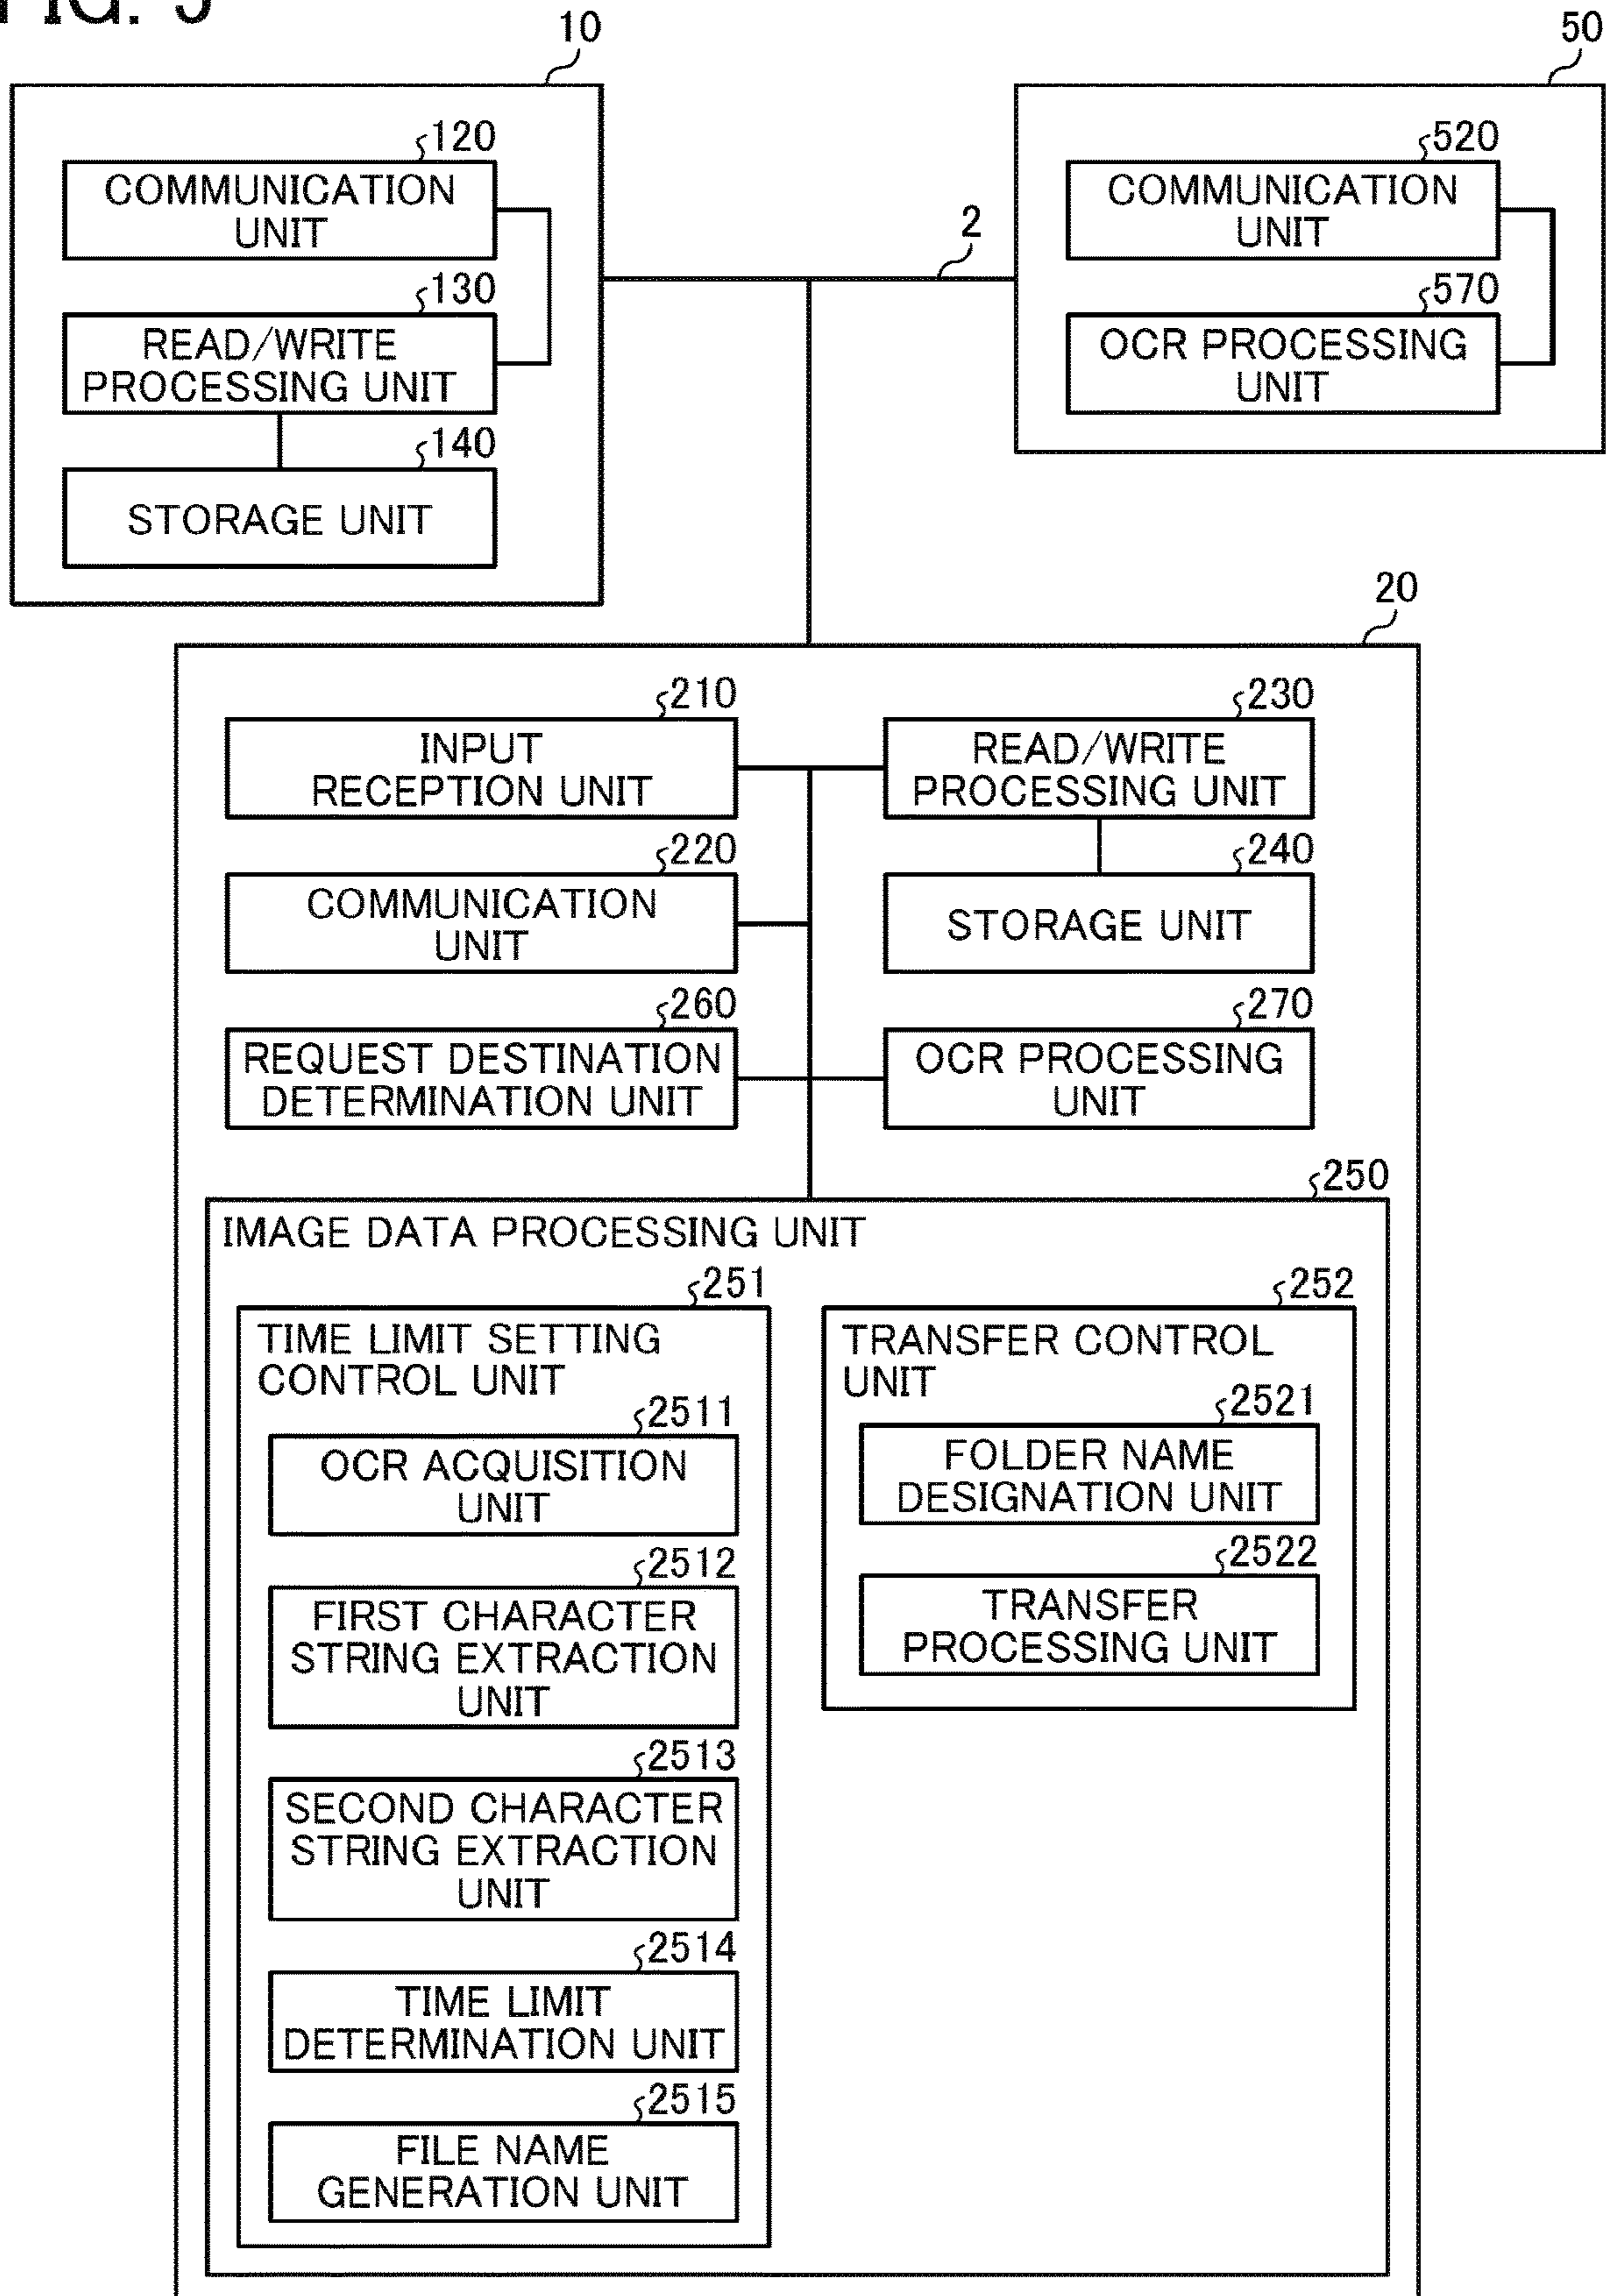 10
50
120
COMMUNICATION
UNIT
130
READ/WRITE
PROCESSING UNIT
140
STORAGE UNIT
2
520
COMMUNICATION
UNIT
570
OCR PROCESSING
UNIT
20
210
INPUT
RECEPTION UNIT
230
READ/WRITE
PROCESSING UNIT
220
COMMUNICATION
UNIT
240
STORAGE UNIT
260
REQUEST DESTINATION
DETERMINATION UNIT
270
OCR PROCESSING
UNIT
250
IMAGE DATA PROCESSING UNIT
251
TIME LIMIT SETTING
CONTROL UNIT
2511
OCR ACQUISITION
UNIT
2512
FIRST CHARACTER
STRING EXTRACTION
UNIT
2513
SECOND CHARACTER
STRING EXTRACTION
UNIT
2514
TIME LIMIT
DETERMINATION UNIT
2515
FILE NAME
GENERATION UNIT
252
TRANSFER CONTROL
UNIT
2521
FOLDER NAME
DESIGNATION UNIT
2522
TRANSFER
PROCESSING UNIT